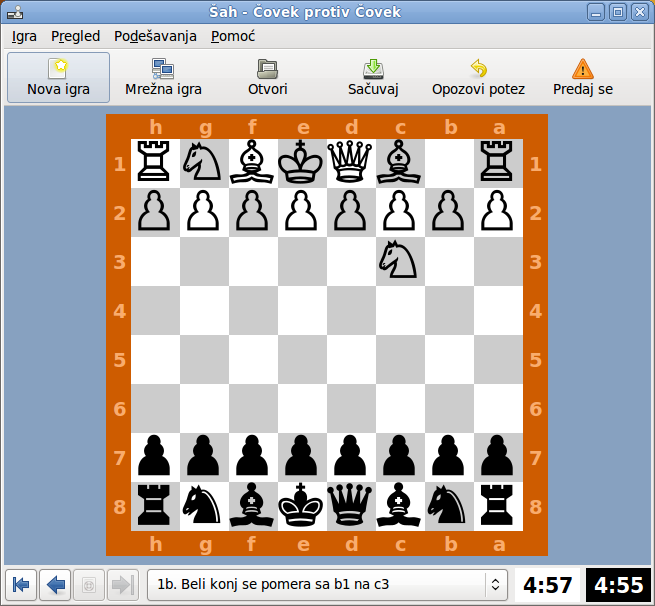 Šah - Čovek protiv Čovek
Igra Pregled Podešavanja Pomoć
Nova igra Mrežna igra Otvori Sačuvaj Opozovi potez Predaj se
h g f e d c b a
1 1
2 2
3 3
4 4
5 5
6 6
7 7
8 8
h g f e d c b a
1b. Beli konj se pomera sa b1 na c3 4:57 4:55